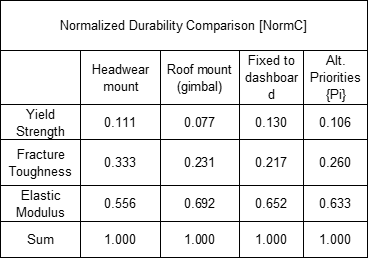 Normalized Durability Comparison [NormC]
Headwear mount Roof mount (gimbal) Fixed to dashboar d Alt. Priorities {Pi}
Yield Strength 0.111 0.077 0.130 0.106
Fracture Toughness 0.333 0.231 0.217 0.260
Elastic Modulus 0.556 0.692 0.652 0.633
Sum 1.000 1.000 1.000 1.000